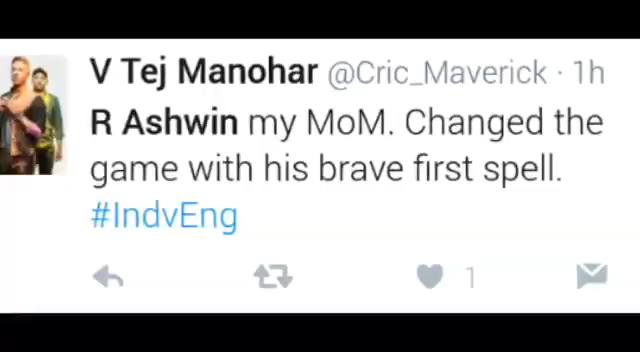 V Tej Manohar @Cric_Maverick · 1h
R Ashwin my MoM. Changed the
game with his brave first spell.
#IndvEng
1